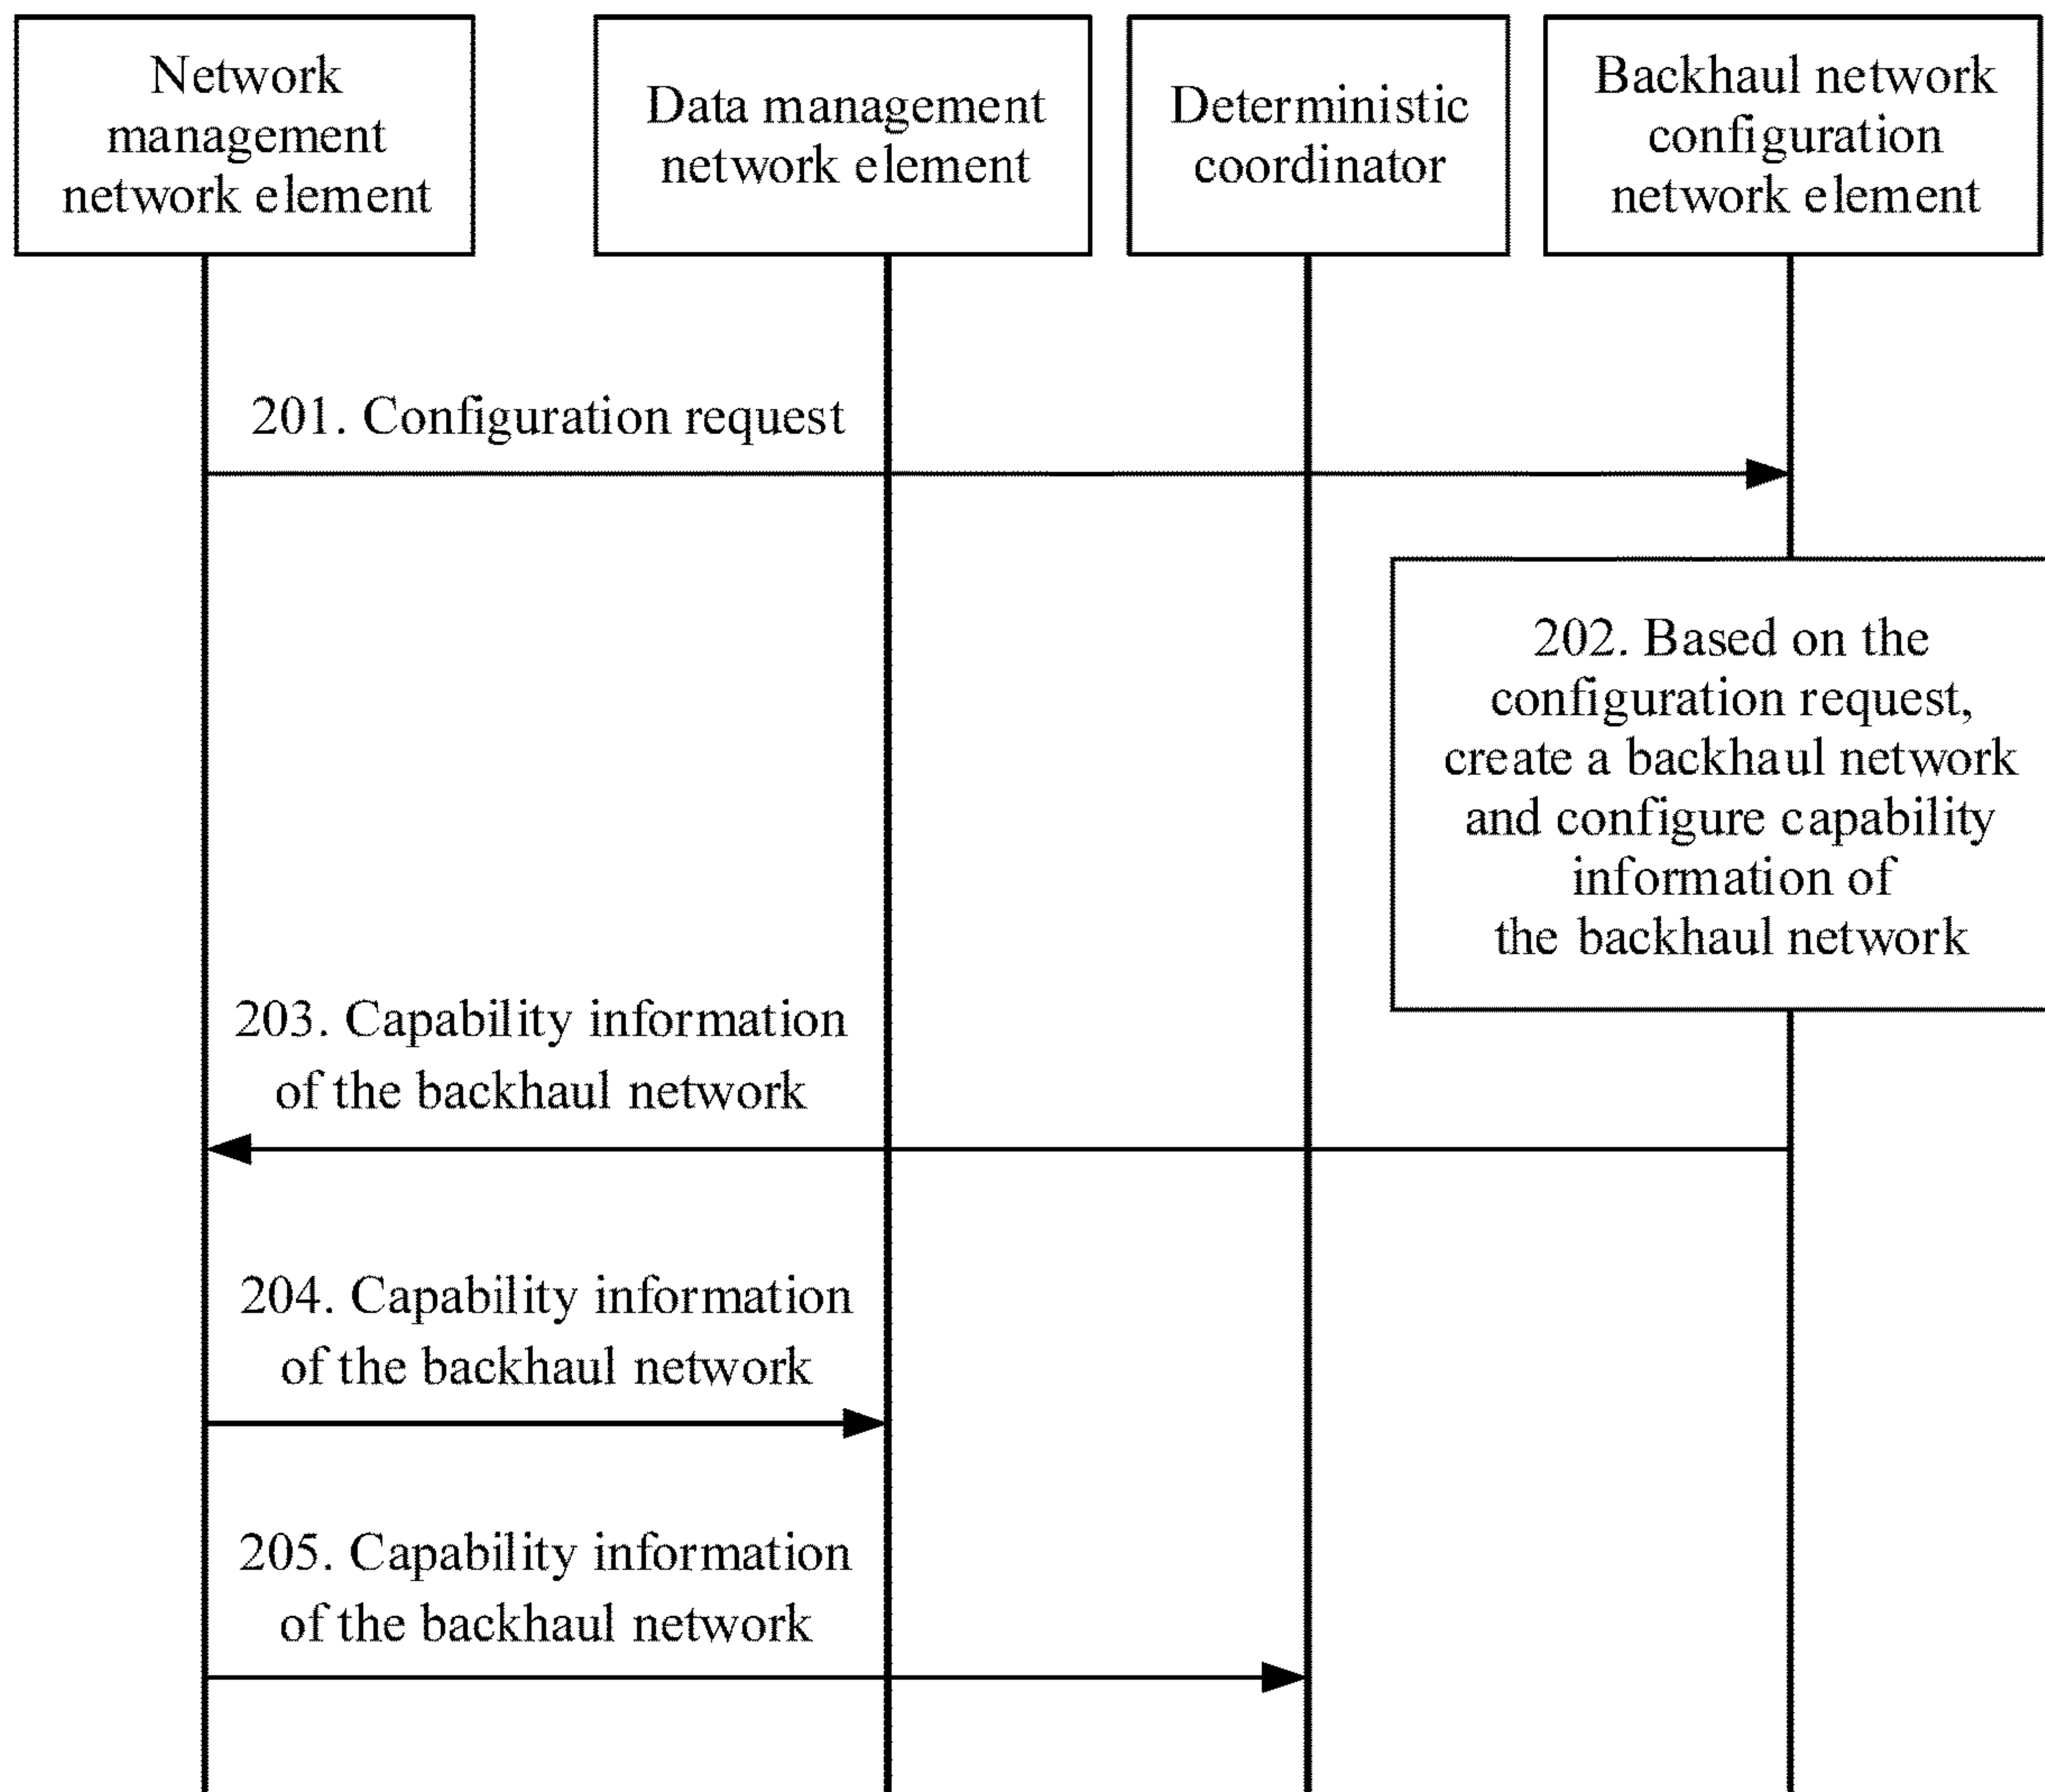 Network
management
network element
Data management
network element
Deterministic
coordinator
Backhaul network
configuration
network element
201. Configuration request
202. Based on the
configuration request,
create a backhaul network
and configure capability
information of
the backhaul network
203. Capability information
of the backhaul network
204. Capability information
of the backhaul network
205. Capability information
of the backhaul network